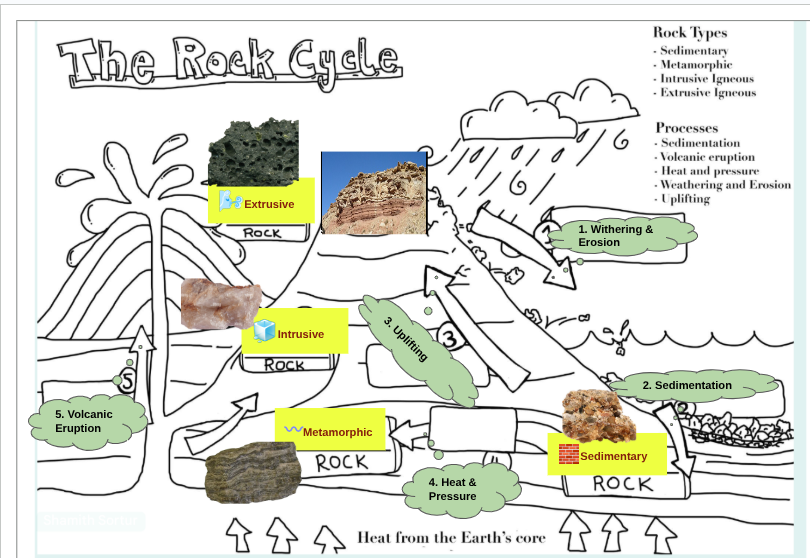 The Rock Cycle
Rock Types
- Sedimentary
- Metamorphic
- Intrusive Igneous
- Extrusive Igneous
Processes
- Sedimentation
- Volcanic eruption
- Heat and pressure
- Weathering and Erosion
- Uplifting
Extrusive
ROCK
1. Withering &
Erosion
Intrusive
ROCK
3. Uplifting
3
5
5. Volcanic
Eruption
2. Sedimentation
Metamorphic
ROCK
4. Heat &
Pressure
Sedimentary
ROCK
Heat from the Earth's core